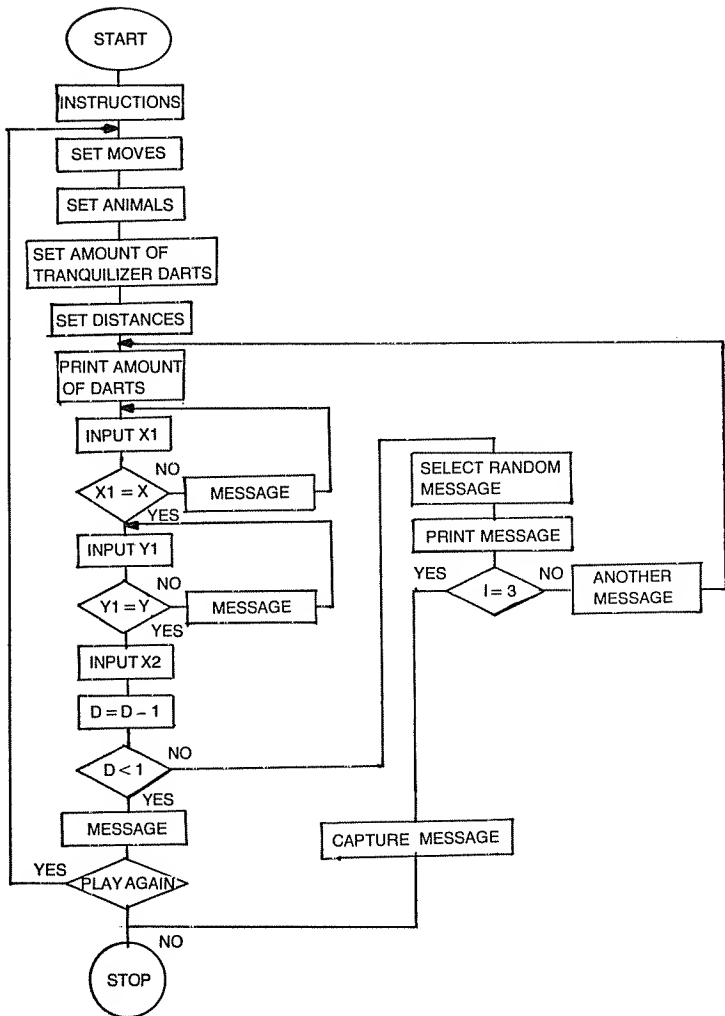 START
INSTRUCTIONS
SET MOVES
SET ANIMALS
SET AMOUNT OF
TRANQUILIZER DARTS
SET DISTANCES
PRINT AMOUNT
OF DARTS
INPUT X1
X1 = X
NO
MESSAGE
YES
INPUT Y1
Y1 = Y
NO
MESSAGE
YES
INPUT X2
D = D - 1
D < 1
NO
YES
MESSAGE
PLAY AGAIN
YES
NO
STOP
SELECT RANDOM
MESSAGE
PRINT MESSAGE
I = 3
YES
NO
ANOTHER
MESSAGE
CAPTURE MESSAGE